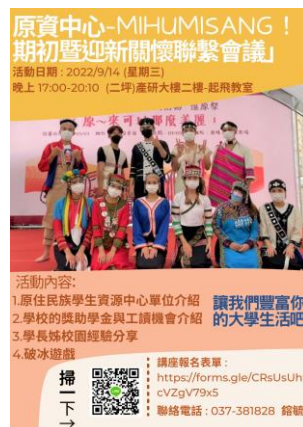 原資中心-MIHUMISANG！
期初暨迎新關懷聯繫會議」
活動日期：2022/9/14 (星期三)
晚上 17:00-20:10 (二坪)產研大樓二樓-起飛教室
活動內容:
1.原住民族學生資源中心單位介紹
2.學校的獎助學金與工讀機會介紹
3.學長姊校園經驗分享
4.破冰遊戲
讓我們豐富你
的大學生活吧
掃一下→
講座報名表單：
https://forms.gle/CRsUsUh
cVZgV79x5
聯絡電話：037-381828